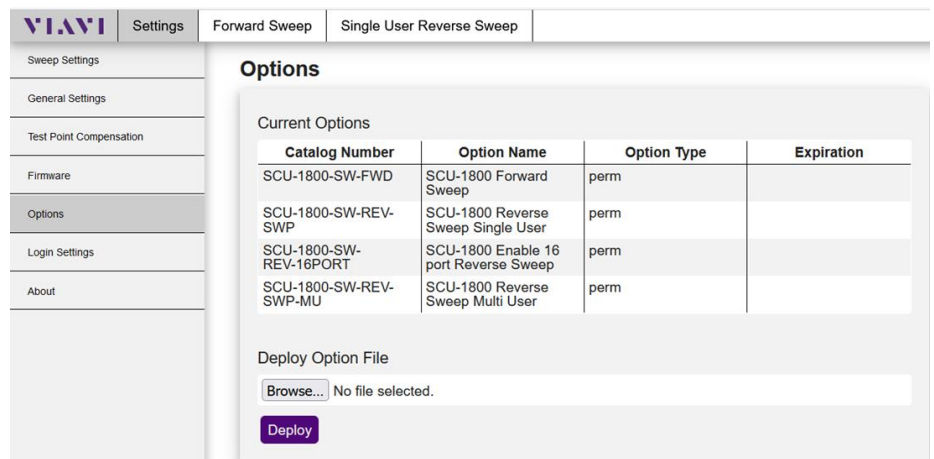 VIAVI
Settings
Forward Sweep
Single User Reverse Sweep
Sweep Settings
General Settings
Test Point Compensation
Firmware
Options
Login Settings
About
Options
Current Options
Catalog Number Option Name Option Type Expiration
SCU-1800-SW-FWD SCU-1800 Forward perm
Sweep
SCU-1800-SW-REV- SCU-1800 Reverse perm
SWP Sweep Single User
SCU-1800-SW- SCU-1800 Enable 16 perm
REV-16PORT port Reverse Sweep
SCU-1800-SW-REV- SCU-1800 Reverse perm
SWP-MU Sweep Multi User
Deploy Option File
Browse... No file selected.
Deploy